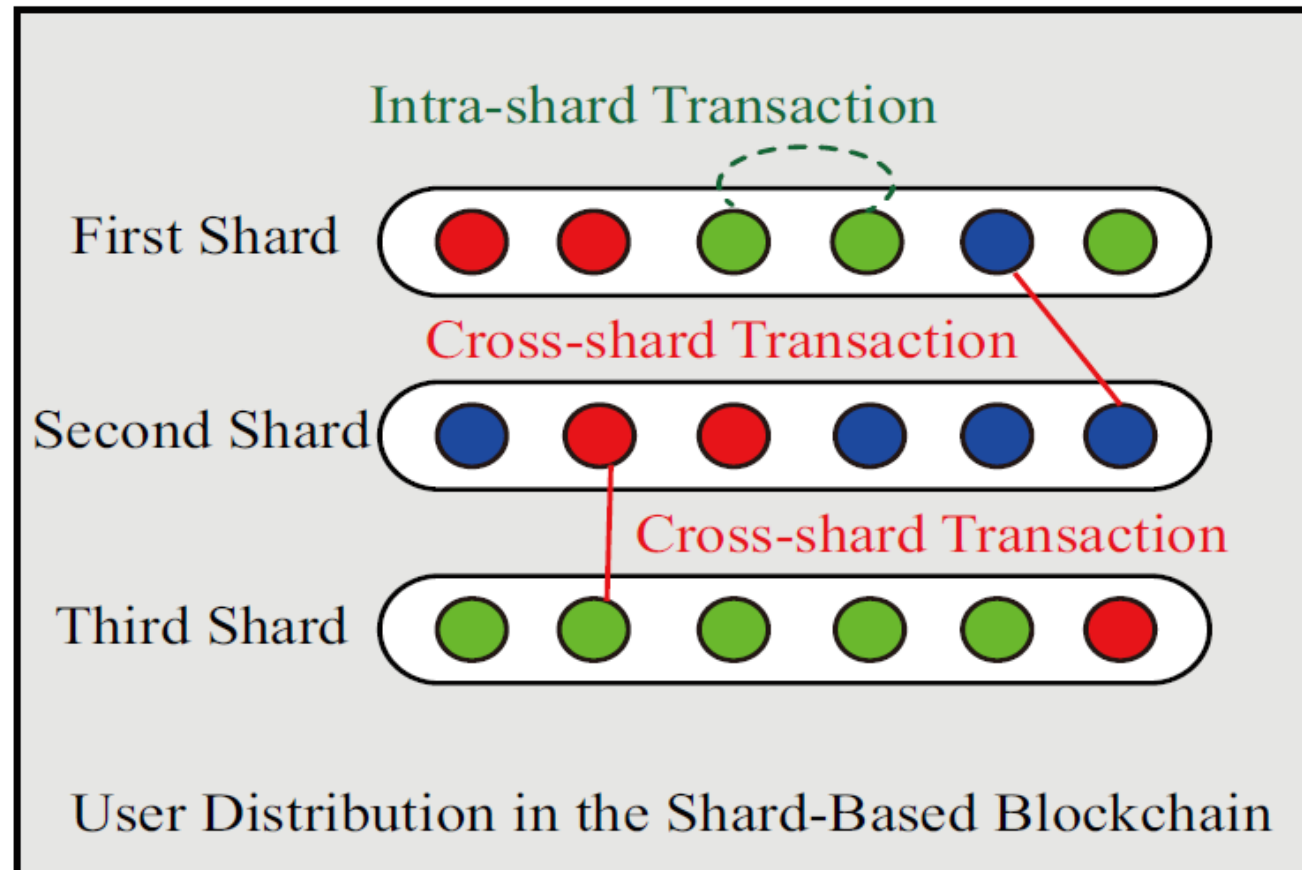 Intra-shard Transaction
First Shard
Cross-shard Transaction
Second Shard
Cross-shard Transaction
Third Shard
User Distribution in the Shard-Based Blockchain